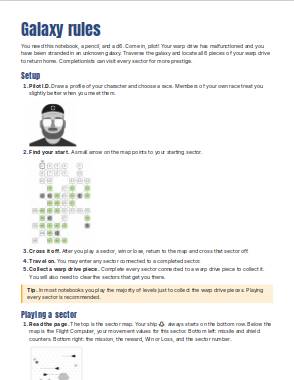 Galaxy rules
You need this notebook, a pencil, and a d6. Come in, pilot! Your warp drive has malfunctioned and you
have been stranded in an unknown galaxy. Traverse the galaxy and locate all 8 pieces of your warp
drive to return home. Completionists can visit every sector for more prestige.
Setup
1. Pilot I.D. Draw a profile of your character and choose a race. Members of your own race treat you
slightly better when you meet them.
2. Find your start. A small arrow on the map points to your starting sector.
3. Cross it off. After you play a sector, win or lose, return to the map and cross that sector off.
4. Travel on. You may enter any sector connected to a completed sector.
5. Collect a warp drive piece. Complete every sector connected to a warp drive piece to collect it.
You will also need to clear the sectors that get you there.
Tip. In most notebooks you play the majority of levels just to collect the warp drive pieces. Playing
every sector is recommended.
Playing a sector
1. Read the page. The top is the sector map. Your ship always starts on the bottom row. Below the
map is the Flight Computer, your movement values for this sector. Bottom left: missile and shield
counters. Bottom right: the mission, the reward, Win or Loss, and the sector number.